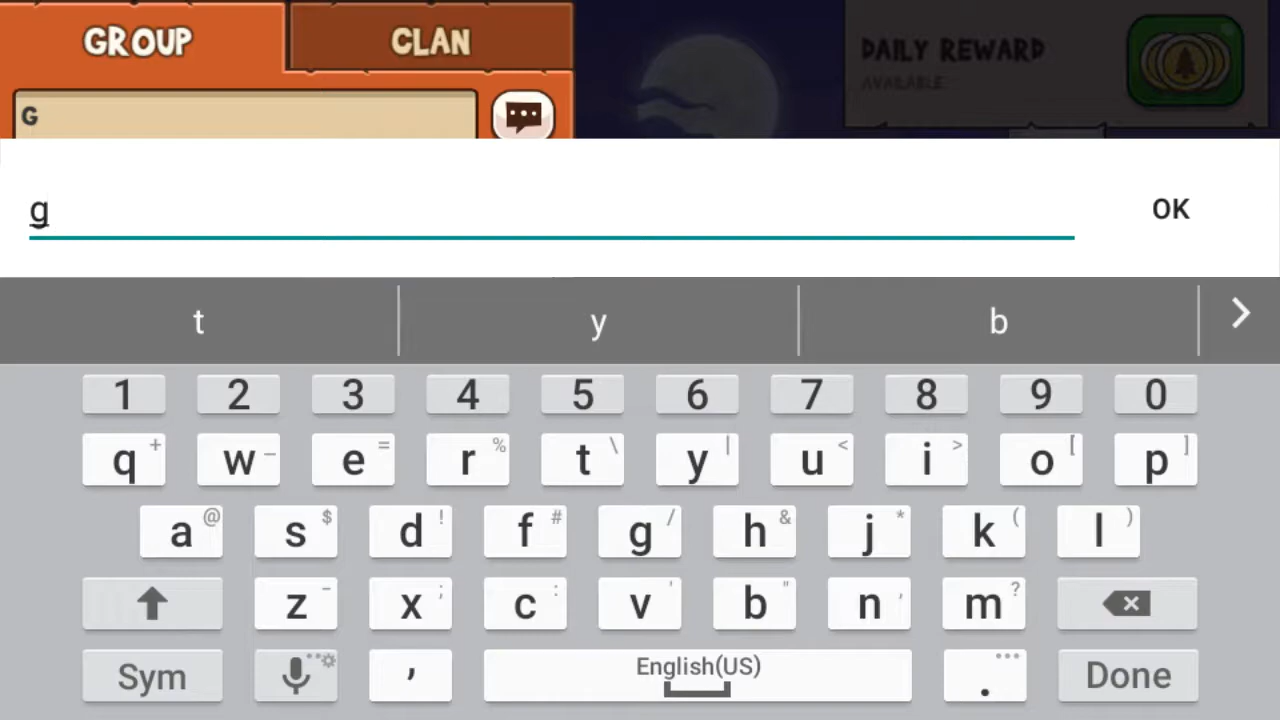 GROUP CLAN DAILY REWARD
AVAILABLE
G
g OK
t y b
1 2 3 4 5 6 7 8 9 0
q + w _ e = r % t \ y | u < i > o [ p ]
a @ s $ d ! f # g / h & j * k ( l )
z - x ; c : v ' b " n , m ?
Sym , English(US) . Done